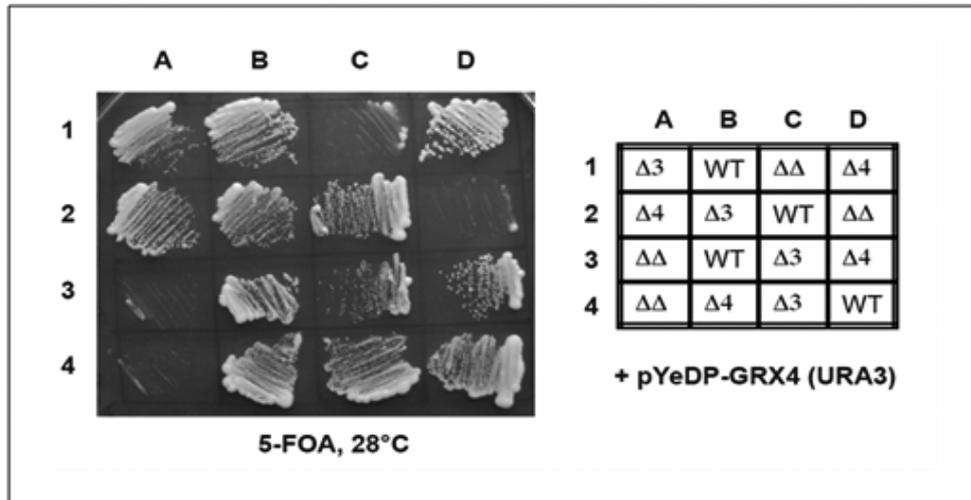 A B C D
1
2
3
4
5-FOA, 28°C
A B C D
1 Δ3 WT ΔΔ Δ4
2 Δ4 Δ3 WT ΔΔ
3 ΔΔ WT Δ3 Δ4
4 ΔΔ Δ4 Δ3 WT
+ pYeDP-GRX4 (URA3)